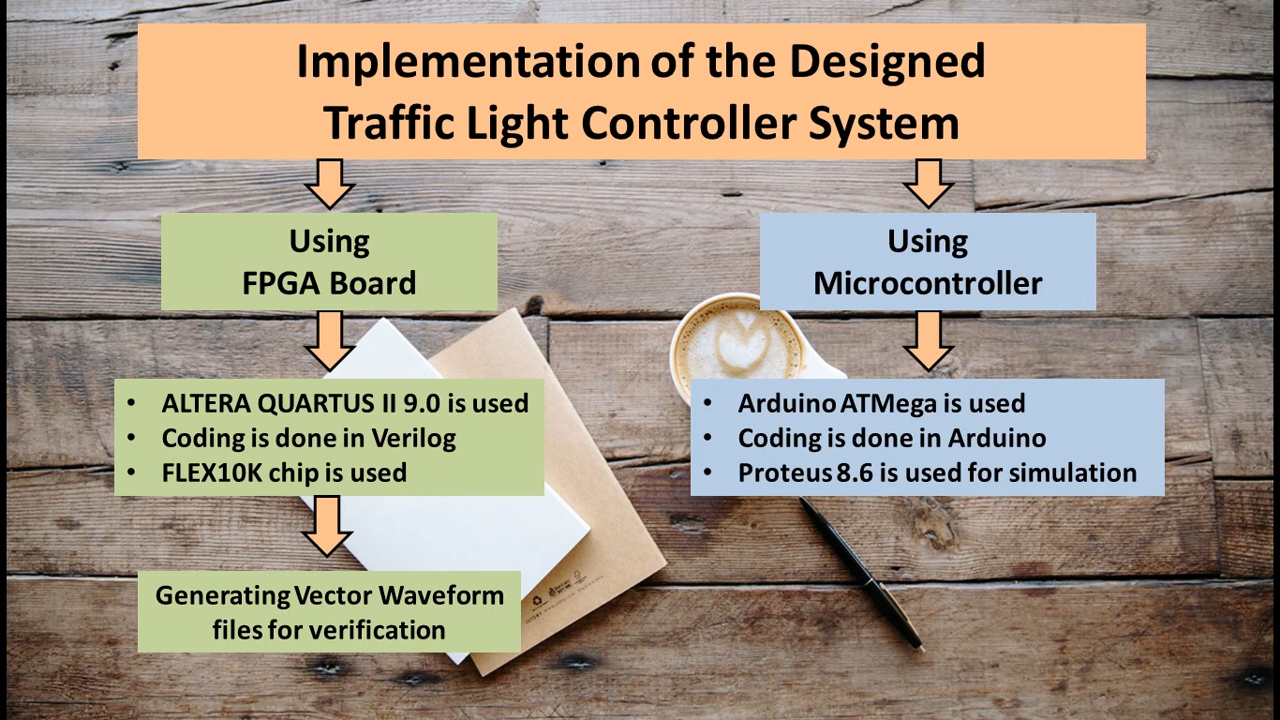 Implementation of the Designed
Traffic Light Controller System
Using
FPGA Board
Using
Microcontroller
• ALTERA QUARTUS II 9.0 is used
• Coding is done in Verilog
• FLEX10K chip is used
• Arduino ATMega is used
• Coding is done in Arduino
• Proteus 8.6 is used for simulation
Generating Vector Waveform
files for verification